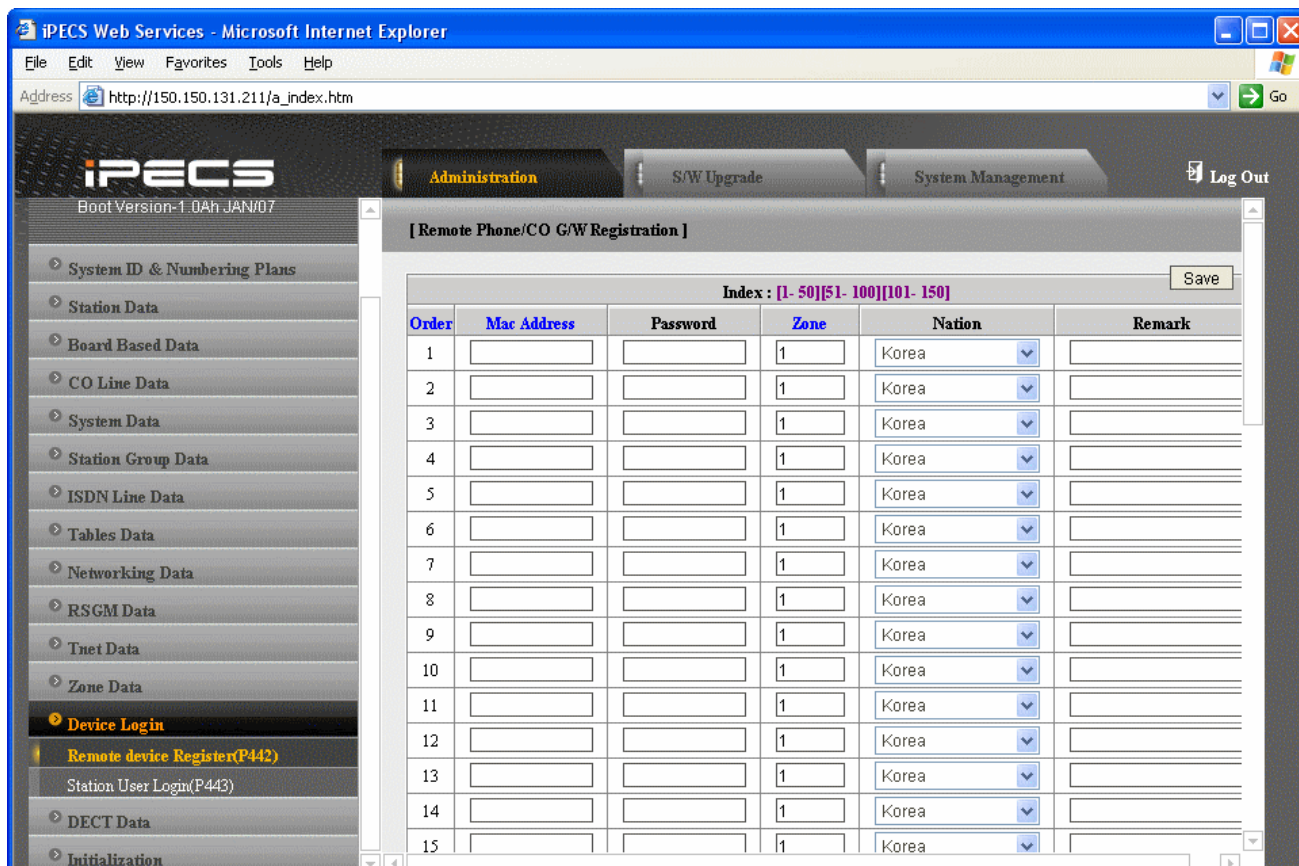 iPECS Web Services - Microsoft Internet Explorer
File Edit View Favorites Tools Help
Address http://150.150.131.211/a_index.htm Go
iPECS
Administration S/W Upgrade System Management Log Out
Boot Version-1.0Ah JAN/07
System ID & Numbering Plans
Station Data
Board Based Data
CO Line Data
System Data
Station Group Data
ISDN Line Data
Tables Data
Networking Data
RSGM Data
Tnet Data
Zone Data
Device Login
Remote device Register(P442)
Station User Login(P443)
DECT Data
Initialization
[ Remote Phone/CO G/W Registration ]
Save
Index : [1- 50][51- 100][101- 150]
Order Mac Address Password Zone Nation Remark
1 1 Korea
2 1 Korea
3 1 Korea
4 1 Korea
5 1 Korea
6 1 Korea
7 1 Korea
8 1 Korea
9 1 Korea
10 1 Korea
11 1 Korea
12 1 Korea
13 1 Korea
14 1 Korea
15 1 Korea